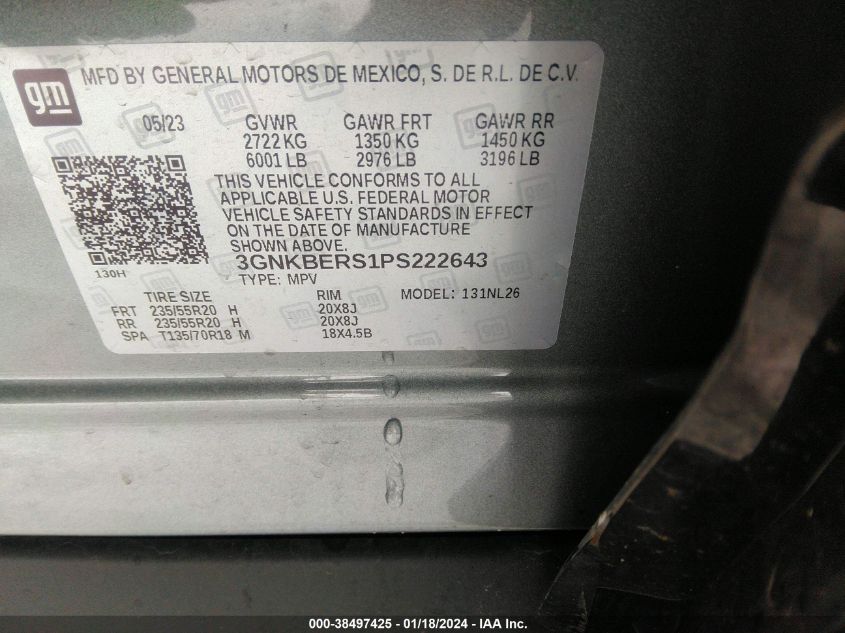 gm
MFD BY GENERAL MOTORS DE MEXICO, S. DE R.L. DE C.V.
05/23 GVWR GAWR FRT GAWR RR
2722 KG 1350 KG 1450 KG
6001 LB 2976 LB 3196 LB
THIS VEHICLE CONFORMS TO ALL
APPLICABLE U.S. FEDERAL MOTOR
VEHICLE SAFETY STANDARDS IN EFFECT
ON THE DATE OF MANUFACTURE
SHOWN ABOVE.
3GNKBERS1PS222643
130H
TYPE: MPV MODEL: 131NL26
TIRE SIZE RIM
FRT 235/55R20 H 20X8J
RR 235/55R20 H 20X8J
SPA T135/70R18 M 18X4.5B
000-38497425 - 01/18/2024 - IAA Inc.